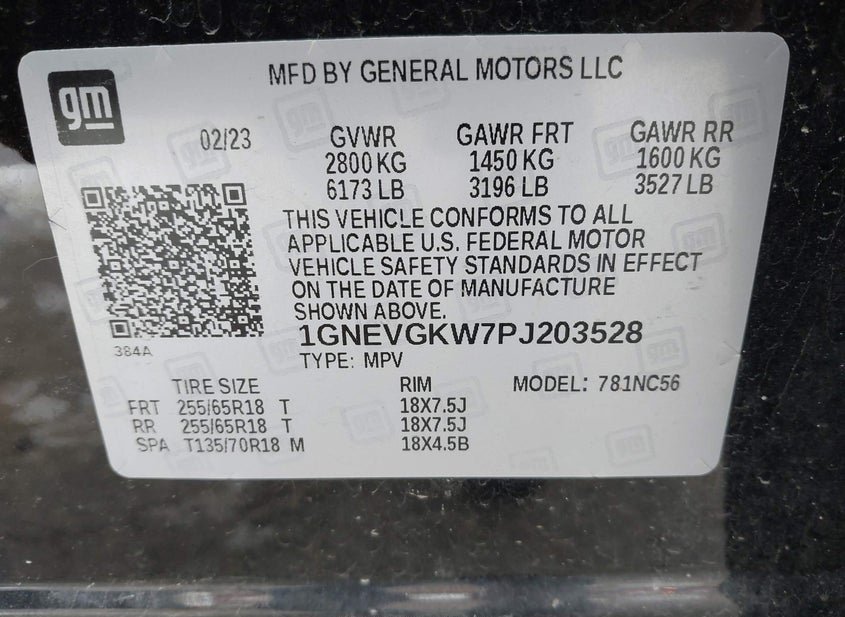 MFD BY GENERAL MOTORS LLC
gm
02/23 GVWR GAWR FRT GAWR RR
2800 KG 1450 KG 1600 KG
6173 LB 3196 LB 3527 LB
THIS VEHICLE CONFORMS TO ALL
APPLICABLE U.S. FEDERAL MOTOR
VEHICLE SAFETY STANDARDS IN EFFECT
ON THE DATE OF MANUFACTURE
SHOWN ABOVE.
1GNEVGKW7PJ203528
384A
TYPE: MPV
TIRE SIZE RIM MODEL: 781NC56
FRT 255/65R18 T 18X7.5J
RR 255/65R18 T 18X7.5J
SPA T135/70R18 M 18X4.5B